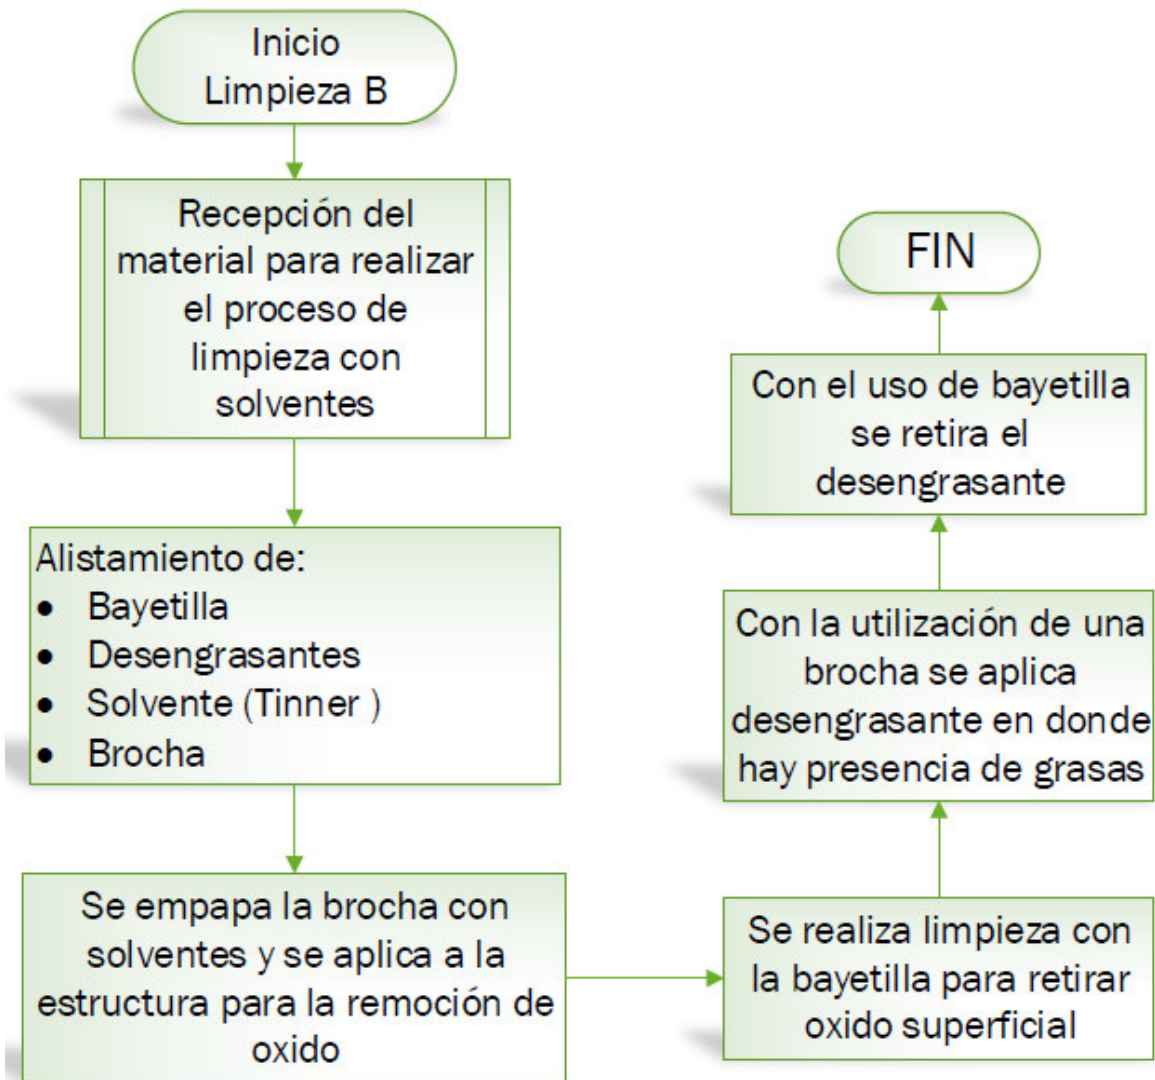 Inicio
Limpieza B
Recepción del
material para realizar
el proceso de
limpieza con
solventes
Alistamiento de:
● Bayetilla
● Desengrasantes
● Solvente (Tinner )
● Brocha
Se empapa la brocha con
solventes y se aplica a la
estructura para la remoción de
oxido
Se realiza limpieza con
la bayetilla para retirar
oxido superficial
Con la utilización de una
brocha se aplica
desengrasante en donde
hay presencia de grasas
Con el uso de bayetilla
se retira el
desengrasante
FIN